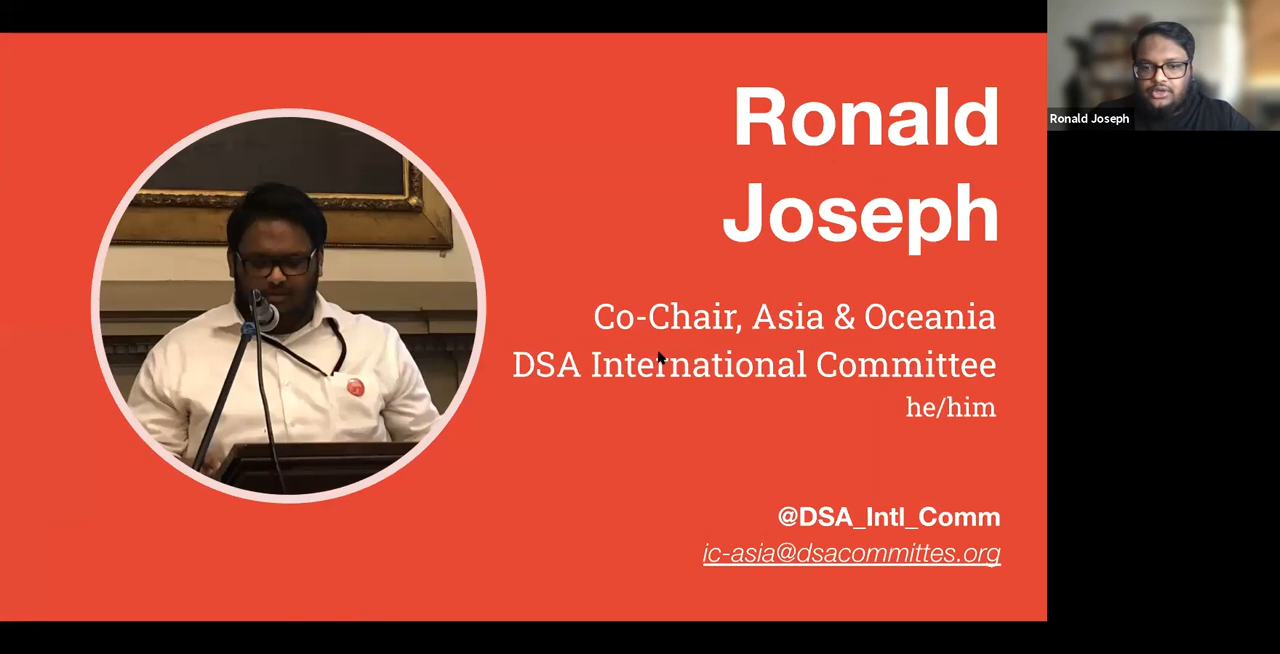 Ronald
Joseph
Co-Chair, Asia & Oceania
DSA International Committee
he/him
@DSA_Intl_Comm
ic-asia@dsacommittes.org
Ronald Joseph